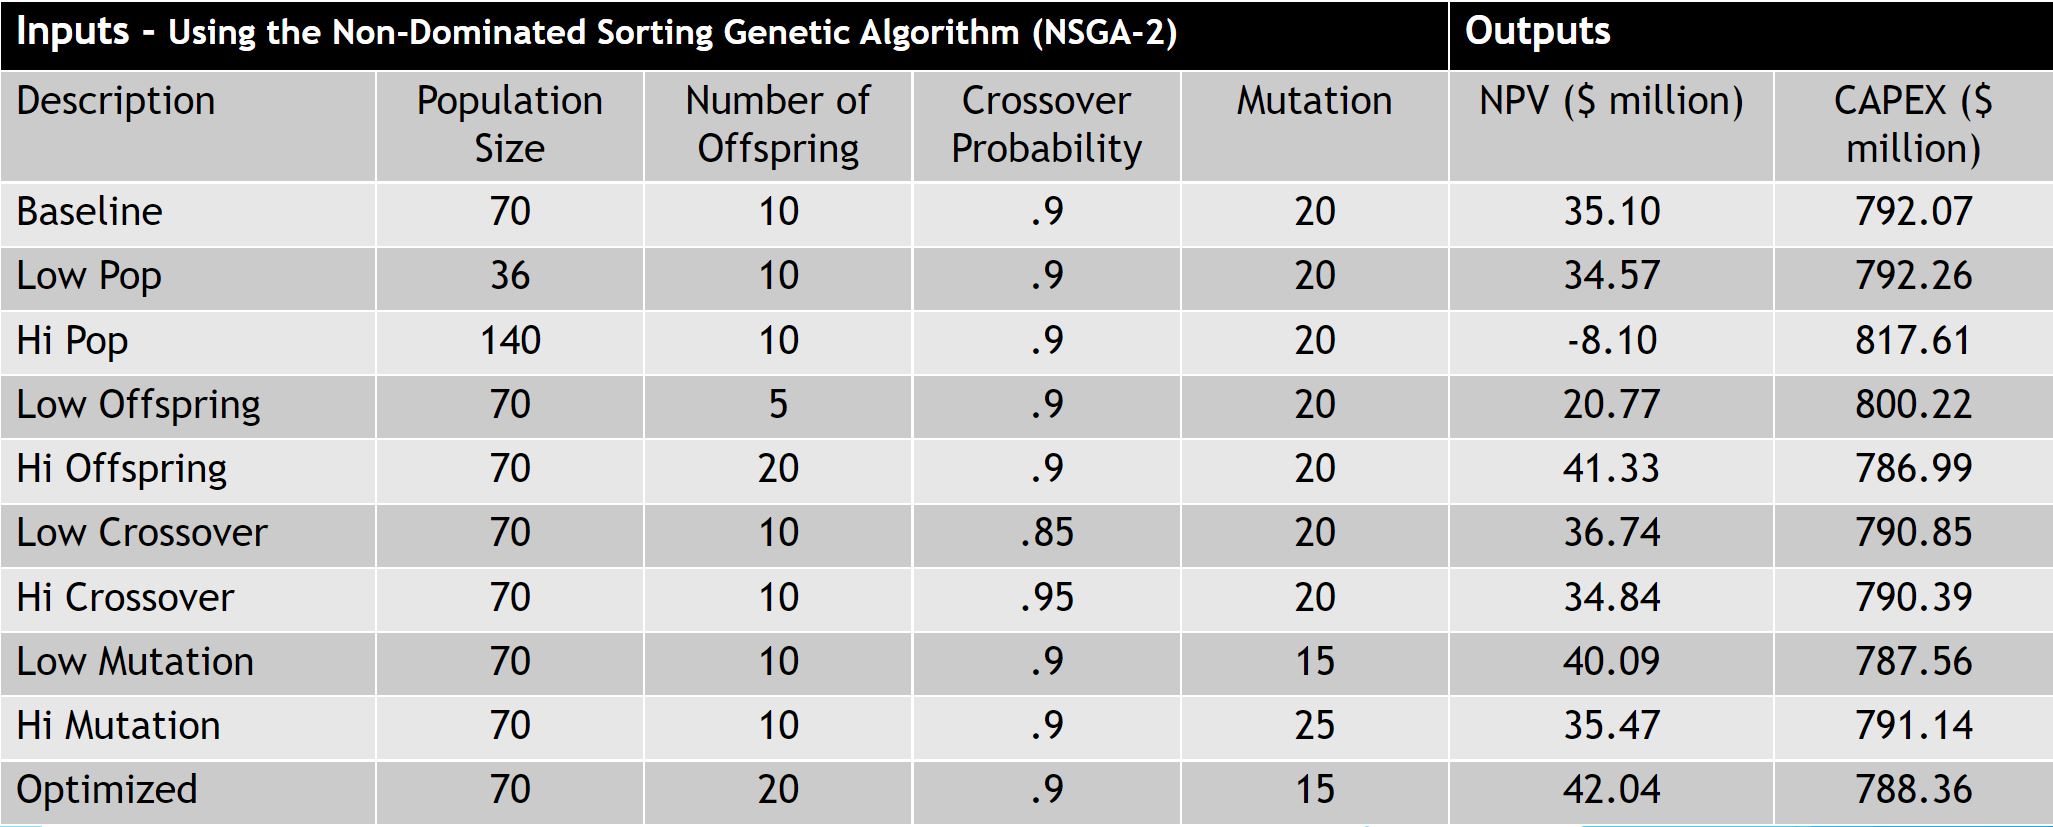 Inputs - Using the Non-Dominated Sorting Genetic Algorithm (NSGA-2) Outputs
Description Population Size Number of Offspring Crossover Probability Mutation NPV ($ million) CAPEX ($ million)
Baseline 70 10 .9 20 35.10 792.07
Low Pop 36 10 .9 20 34.57 792.26
Hi Pop 140 10 .9 20 -8.10 817.61
Low Offspring 70 5 .9 20 20.77 800.22
Hi Offspring 70 20 .9 20 41.33 786.99
Low Crossover 70 10 .85 20 36.74 790.85
Hi Crossover 70 10 .95 20 34.84 790.39
Low Mutation 70 10 .9 15 40.09 787.56
Hi Mutation 70 10 .9 25 35.47 791.14
Optimized 70 20 .9 15 42.04 788.36